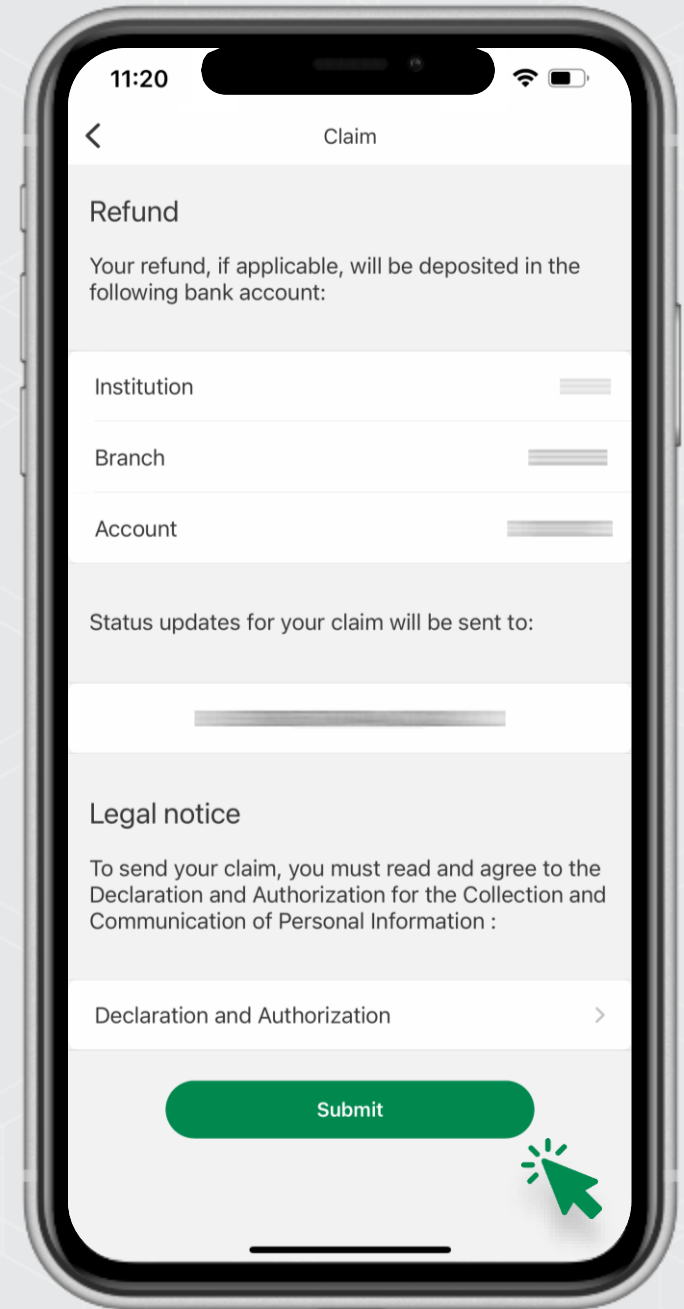 11:20
Claim
Refund
Your refund, if applicable, will be deposited in the
following bank account:
Institution
Branch
Account
Status updates for your claim will be sent to:
Legal notice
To send your claim, you must read and agree to the
Declaration and Authorization for the Collection and
Communication of Personal Information :
Declaration and Authorization
Submit